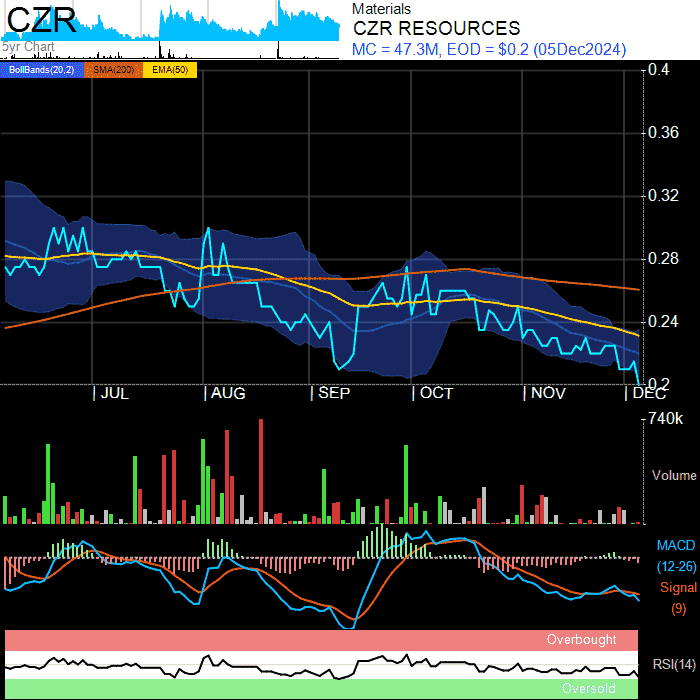 CZR
5yr Chart
Materials
CZR RESOURCES
MC = 47.3M, EOD = $0.2 (05Dec2024)
BollBands(20,2) SMA(200) EMA(50)
0.4
0.36
0.32
0.28
0.24
0.2
JUL AUG SEP OCT NOV DEC
740k
Volume
MACD
(12-26)
Signal
(9)
Overbought
RSI(14)
Oversold